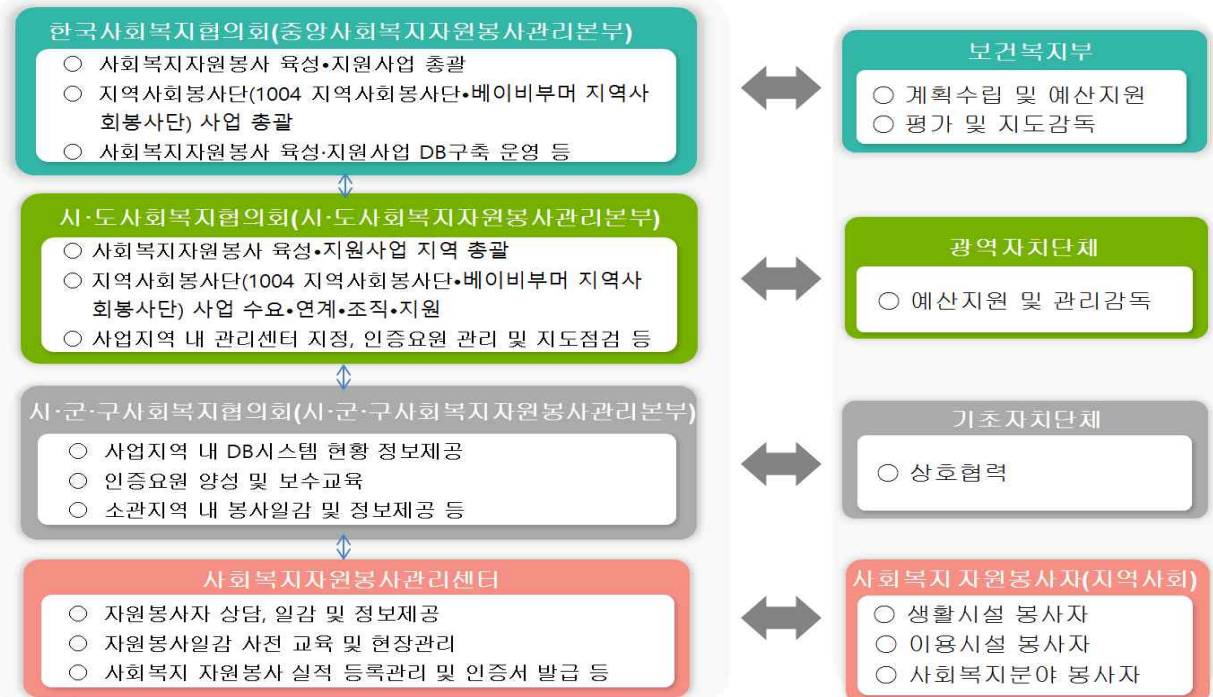 한국사회복지협의회(중앙사회복지자원봉사관리본부)
○ 사회복지자원봉사 육성•지원사업 총괄
○ 지역사회봉사단(1004 지역사회봉사단•베이비부머 지역사
회봉사단) 사업 총괄
○ 사회복지자원봉사 육성·지원사업 DB구축 운영 등
보건복지부
○ 계획수립 및 예산지원
○ 평가 및 지도감독
시·도사회복지협의회(시·도사회복지자원봉사관리본부)
○ 사회복지자원봉사 육성•지원사업 지역 총괄
○ 지역사회봉사단(1004 지역사회봉사단•베이비부머 지역사
회봉사단) 사업 수요•연계•조직•지원
○ 사업지역 내 관리센터 지정, 인증요원 관리 및 지도점검 등
광역자치단체
○ 예산지원 및 관리감독
시·군·구사회복지협의회(시·군·구사회복지자원봉사관리본부)
○ 사업지역 내 DB시스템 현황 정보제공
○ 인증요원 양성 및 보수교육
○ 소관지역 내 봉사일감 및 정보제공 등
기초자치단체
○ 상호협력
사회복지자원봉사관리센터
○ 자원봉사자 상담, 일감 및 정보제공
○ 자원봉사일감 사전 교육 및 현장관리
○ 사회복지 자원봉사 실적 등록관리 및 인증서 발급 등
사회복지 자원봉사자(지역사회)
○ 생활시설 봉사자
○ 이용시설 봉사자
○ 사회복지분야 봉사자